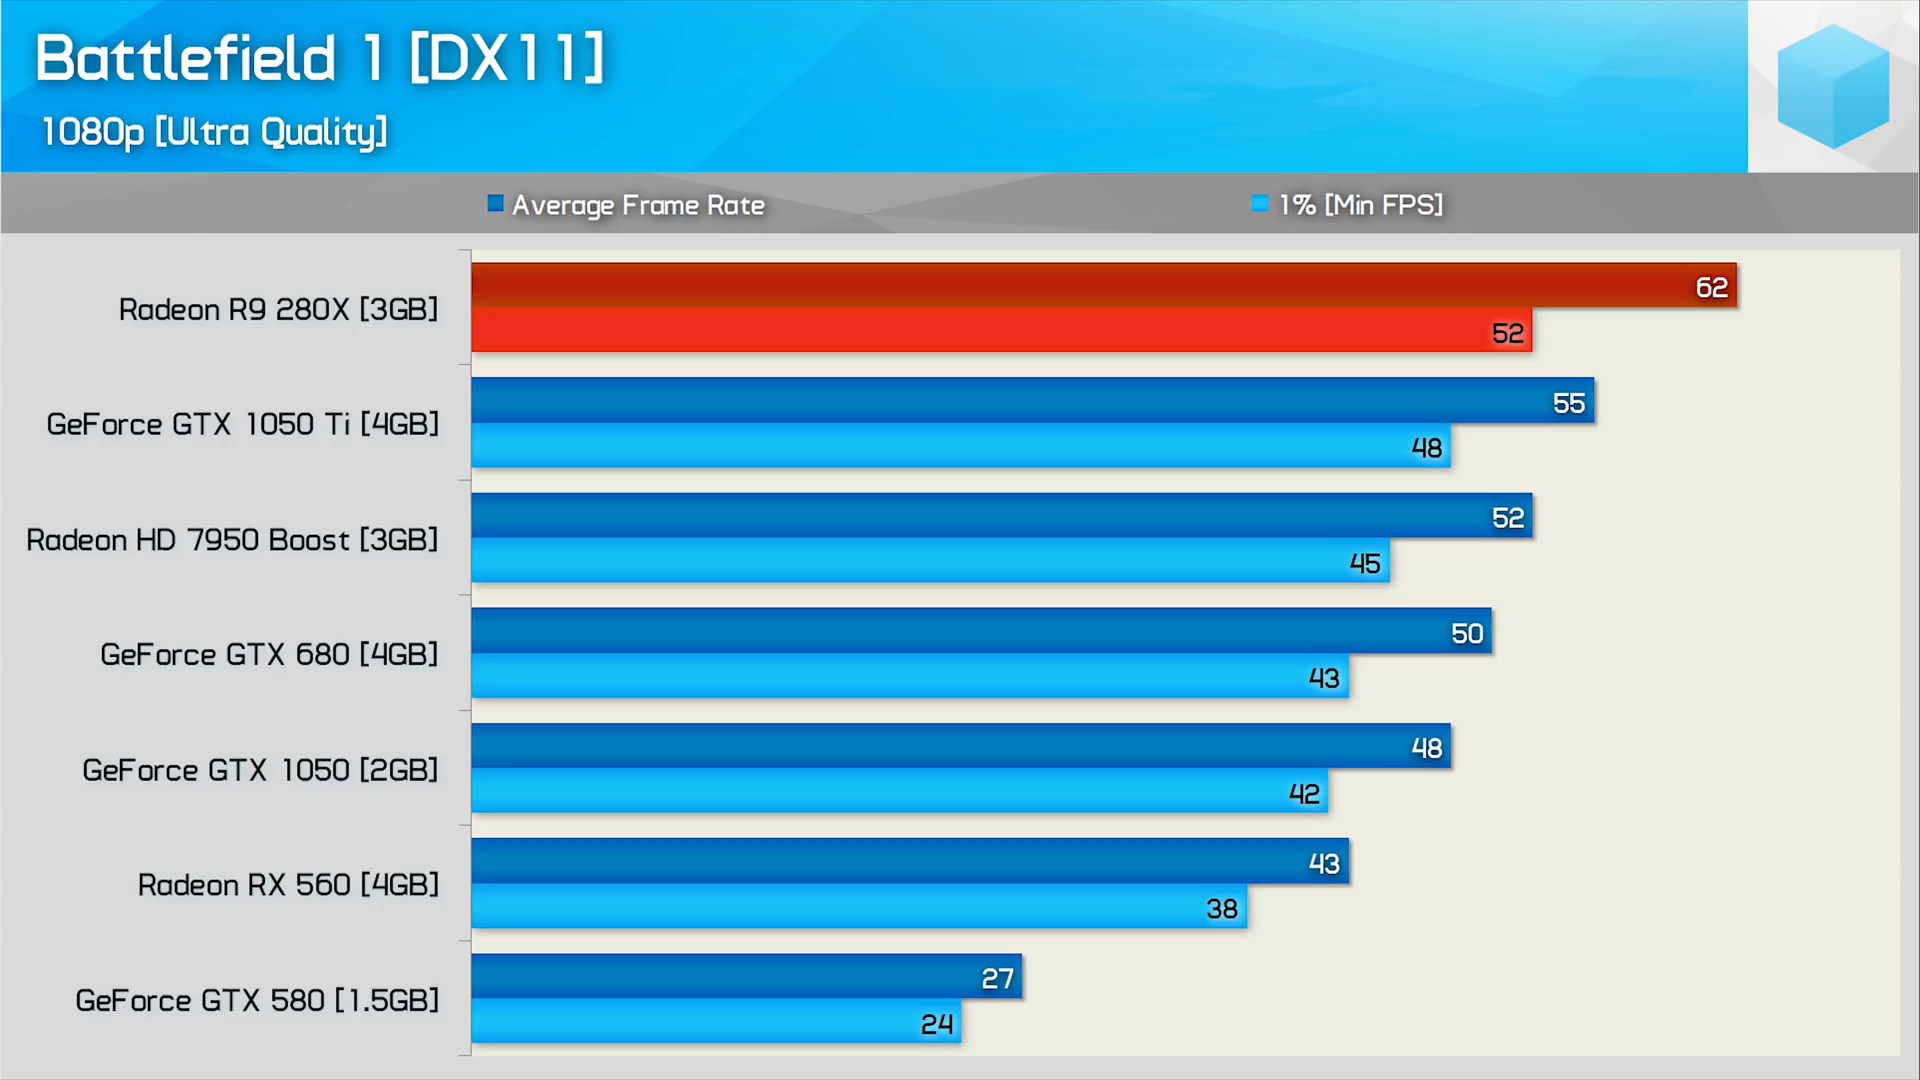 Battlefield 1 [DX11]
1080p [Ultra Quality]
Average Frame Rate
1% [Min FPS]
Radeon R9 280X [3GB]
62
52
GeForce GTX 1050 Ti [4GB]
55
48
Radeon HD 7950 Boost [3GB]
52
45
GeForce GTX 680 [4GB]
50
43
GeForce GTX 1050 [2GB]
48
42
Radeon RX 560 [4GB]
43
38
GeForce GTX 580 [1.5GB]
27
24